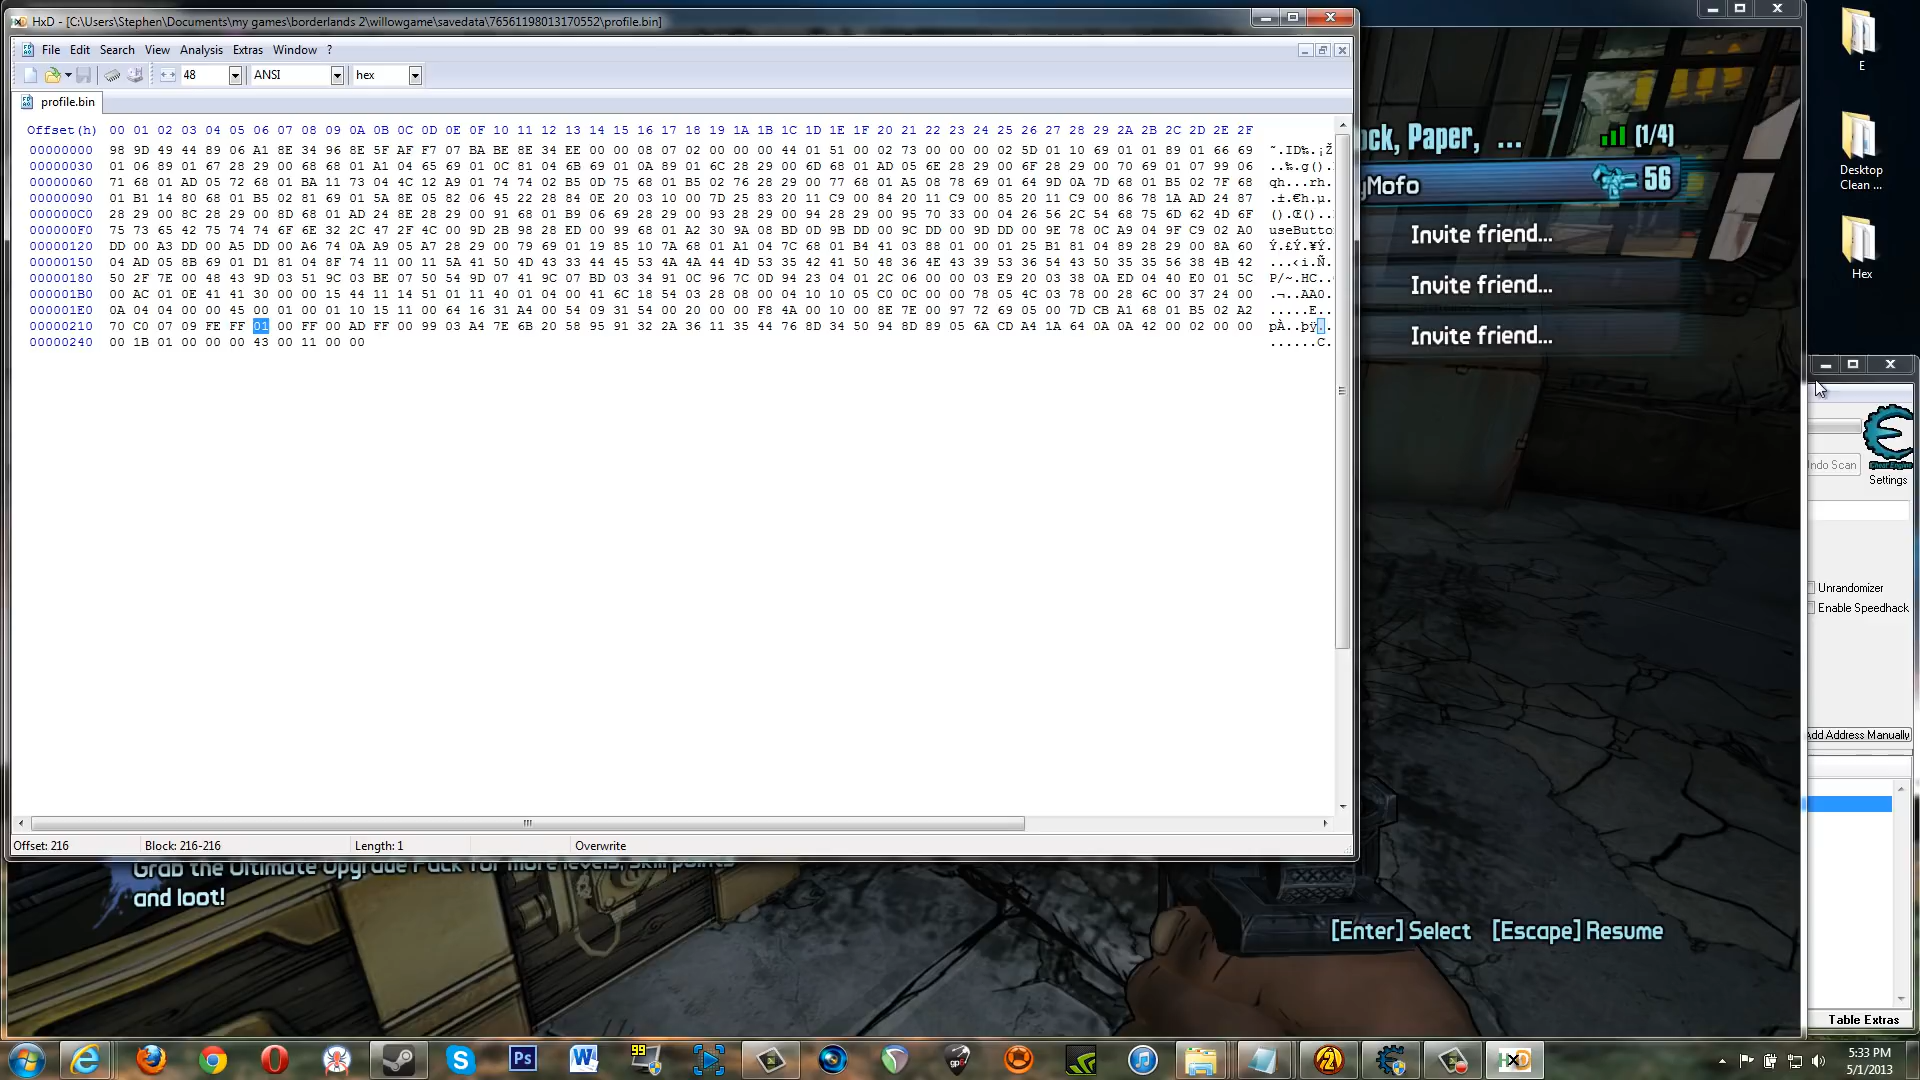 HxD - [C:\Users\Stephen\Documents\my games\borderlands 2\willowgame\savedata\76561198013170552\profile.bin]
File Edit Search View Analysis Extras Window ?
48 ANSI hex
profile.bin
Offset(h) 00 01 02 03 04 05 06 07 08 09 0A 0B 0C 0D 0E 0F 10 11 12 13 14 15 16 17 18 19 1A 1B 1C 1D 1E 1F 20 21 22 23 24 25 26 27 28 29 2A 2B 2C 2D 2E 2F
00000000 98 9D 49 44 89 06 A1 8E 34 96 8E 5F AF F7 07 BA BE 8E 34 EE 00 00 08 07 02 00 00 00 44 01 51 00 02 73 00 00 00 02 5D 01 10 69 01 01 89 01 66 69
00000030 01 06 89 01 67 28 29 00 68 68 01 A1 04 65 69 01 0C 81 04 6B 69 01 0A 89 01 6C 28 29 00 6D 68 01 AD 05 6E 28 29 00 6F 28 29 00 70 69 01 07 99 06
00000060 71 68 01 AD 05 72 68 01 BA 11 73 04 4C 12 A9 01 74 74 02 B5 0D 75 68 01 B5 02 76 28 29 00 77 68 01 A5 08 78 69 01 64 9D 0A 7D 68 01 B5 02 7F 68
00000090 01 B1 14 80 68 01 B5 02 81 69 01 5A 8E 05 82 06 45 22 28 84 0E 20 03 10 00 7D 25 83 20 11 C9 00 84 20 11 C9 00 85 20 11 C9 00 86 78 1A AD 24 87
000000C0 28 29 00 8C 28 29 00 8D 68 01 AD 24 8E 28 29 00 91 68 01 B9 06 69 28 29 00 93 28 29 00 94 28 29 00 95 70 33 00 04 26 56 2C 54 68 75 6D 62 4D 6F
000000F0 75 73 65 42 75 74 74 6F 6E 32 2C 47 2F 4C 00 9D 2B 98 28 ED 00 99 68 01 A2 30 9A 08 BD 0D 9B DD 00 9C DD 00 9D DD 00 9E 78 0C A9 04 9F C9 02 A0
00000120 DD 00 A3 DD 00 A5 DD 00 A6 74 0A A9 05 A7 28 29 00 79 69 01 19 85 10 7A 68 01 A1 04 7C 68 01 B4 41 03 88 01 00 01 25 B1 81 04 89 28 29 00 8A 60
00000150 04 AD 05 8B 69 01 D1 81 04 8F 74 11 00 11 5A 41 50 4D 43 33 44 45 53 4A 4A 44 4D 53 35 42 41 50 48 36 4E 43 39 53 36 54 43 50 35 35 56 38 4B 42
00000180 50 2F 7E 00 48 43 9D 03 51 9C 03 BE 07 50 54 9D 07 41 9C 07 BD 03 34 91 0C 96 7C 0D 94 23 04 01 2C 06 00 00 03 E9 20 03 38 0A ED 04 40 E0 01 5C
000001B0 00 AC 01 0E 41 41 30 00 00 15 44 11 14 51 01 11 40 01 04 00 41 6C 18 54 03 28 08 00 04 10 10 05 C0 0C 00 00 78 05 4C 03 78 00 28 6C 00 37 24 00
000001E0 0A 04 04 00 00 45 00 01 00 01 10 15 11 00 64 16 31 A4 00 54 09 31 54 00 20 00 00 F8 4A 00 10 00 8E 7E 00 97 72 69 05 00 7D CB A1 68 01 B5 02 A2
00000210 70 C0 07 09 FE FF 01 00 FF 00 AD FF 00 99 03 A4 7E 6B 20 58 95 91 32 2A 36 11 35 44 76 8D 34 50 94 8D 89 05 6A CD A4 1A 64 0A 0A 42 00 02 00 00
00000240 00 1B 01 00 00 00 43 00 11 00 00
˜.ID‰.¡Ž
..‰.g().
qh...rh.
.±.€h.µ.
().Œ()..
useButto
Ý.£Ý.¥Ý.
...‹i.Ñ.
P/~.HC..
.¬..AA0.
.....E..
pÀ..þÿ..
......C.
Offset: 216 Block: 216-216 Length: 1 Overwrite
ock, Paper, ... (1/4)
yMofo 56
Invite friend...
Invite friend...
Invite friend...
Grab the Ultimate Upgrade Pack for more levels, skill points
and loot!
[Enter] Select [Escape] Resume
E
Desktop
Clean ...
Hex
Undo Scan
Cheat Engine
Settings
Unrandomizer
Enable Speedhack
Add Address Manually
Table Extras
99
5:33 PM
5/1/2013